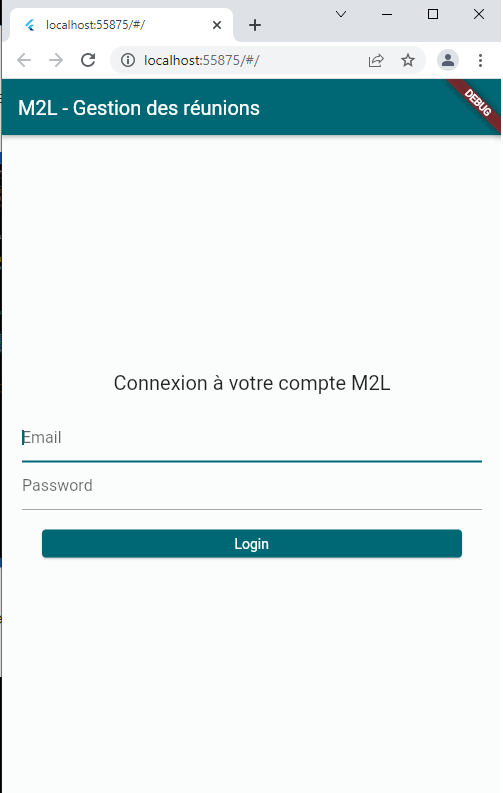 localhost:55875/#/
localhost:55875/#/
M2L - Gestion des réunions
DEBUG
Connexion à votre compte M2L
Email
Password
Login